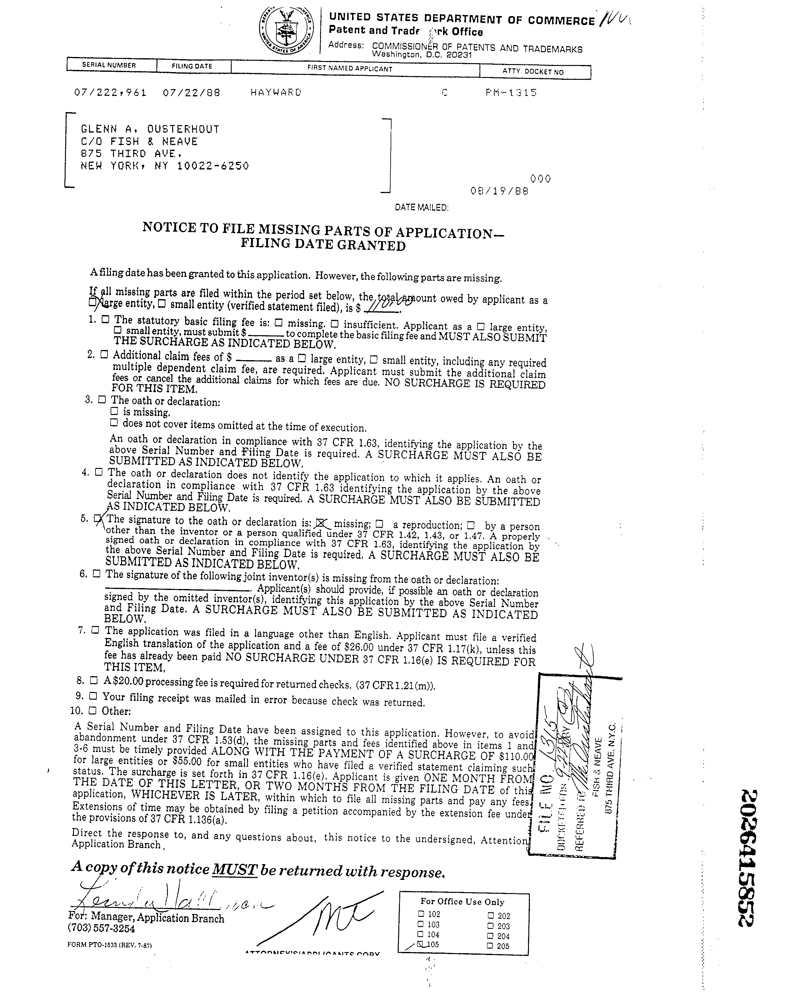 UNITED STATES DEPARTMENT OF COMMERCE
Patent and Trademark Office
Address: COMMISSIONER OF PATENTS AND TRADEMARKS
Washington, D.C. 20231
SERIAL NUMBER FILING DATE FIRST NAMED APPLICANT ATTY. DOCKET NO
07/222,961 07/22/88 HAYWARD C PM-1315
GLENN A. OUSTERHOUT
C/O FISH & NEAVE
875 THIRD AVE.
NEW YORK, NY 10022-6250
000
08/19/88
DATE MAILED:
NOTICE TO FILE MISSING PARTS OF APPLICATION—
FILING DATE GRANTED
A filing date has been granted to this application. However, the following parts are missing.
If all missing parts are filed within the period set below, the total amount owed by applicant as a
☒ large entity, ☐ small entity (verified statement filed), is $ 110.00.
1. ☐ The statutory basic filing fee is: ☐ missing. ☐ insufficient. Applicant as a ☐ large entity,
☐ small entity, must submit $ ______ to complete the basic filing fee and MUST ALSO SUBMIT
THE SURCHARGE AS INDICATED BELOW.
2. ☐ Additional claim fees of $ ______ as a ☐ large entity, ☐ small entity, including any required
multiple dependent claim fee, are required. Applicant must submit the additional claim
fees or cancel the additional claims for which fees are due. NO SURCHARGE IS REQUIRED
FOR THIS ITEM.
3. ☐ The oath or declaration:
☐ is missing.
☐ does not cover items omitted at the time of execution.
An oath or declaration in compliance with 37 CFR 1.63, identifying the application by the
above Serial Number and Filing Date is required. A SURCHARGE MUST ALSO BE
SUBMITTED AS INDICATED BELOW.
4. ☐ The oath or declaration does not identify the application to which it applies. An oath or
declaration in compliance with 37 CFR 1.63 identifying the application by the above
Serial Number and Filing Date is required. A SURCHARGE MUST ALSO BE SUBMITTED
AS INDICATED BELOW.
5. ☒ The signature to the oath or declaration is: ☒ missing; ☐ a reproduction; ☐ by a person
other than the inventor or a person qualified under 37 CFR 1.42, 1.43, or 1.47. A properly
signed oath or declaration in compliance with 37 CFR 1.63, identifying the application by
the above Serial Number and Filing Date is required. A SURCHARGE MUST ALSO BE
SUBMITTED AS INDICATED BELOW.
6. ☐ The signature of the following joint inventor(s) is missing from the oath or declaration:
______ Applicant(s) should provide, if possible an oath or declaration
signed by the omitted inventor(s), identifying this application by the above Serial Number
and Filing Date. A SURCHARGE MUST ALSO BE SUBMITTED AS INDICATED
BELOW.
7. ☐ The application was filed in a language other than English. Applicant must file a verified
English translation of the application and a fee of $26.00 under 37 CFR 1.17(k), unless this
fee has already been paid NO SURCHARGE UNDER 37 CFR 1.16(e) IS REQUIRED FOR
THIS ITEM.
8. ☐ A $20.00 processing fee is required for returned checks. (37 CFR 1.21(m)).
9. ☐ Your filing receipt was mailed in error because check was returned.
10. ☐ Other:
A Serial Number and Filing Date have been assigned to this application. However, to avoid
abandonment under 37 CFR 1.53(d), the missing parts and fees identified above in items 1 and
3-6 must be timely provided ALONG WITH THE PAYMENT OF A SURCHARGE OF $110.00
for large entities or $55.00 for small entities who have filed a verified statement claiming such
status. The surcharge is set forth in 37 CFR 1.16(e). Applicant is given ONE MONTH FROM
THE DATE OF THIS LETTER, OR TWO MONTHS FROM THE FILING DATE of this
application, WHICHEVER IS LATER, within which to file all missing parts and pay any fees.
Extensions of time may be obtained by filing a petition accompanied by the extension fee under
the provisions of 37 CFR 1.136(a).
Direct the response to, and any questions about, this notice to the undersigned, Attention
Application Branch.
A copy of this notice MUST be returned with response.
For: Manager, Application Branch
(703) 557-3254
FORM PTO-1533 (REV. 7-87)
ATTORNEY'S/APPLICANTS COPY
For Office Use Only
☐ 102 ☐ 202
☐ 103 ☐ 203
☐ 104 ☐ 204
☒ 105 ☐ 205
FILE NO. 1315
DOCKETED FOR
REFERRED TO Mr. Ousterhout
FISH & NEAVE
875 THIRD AVE., N.Y.C.
2026415852